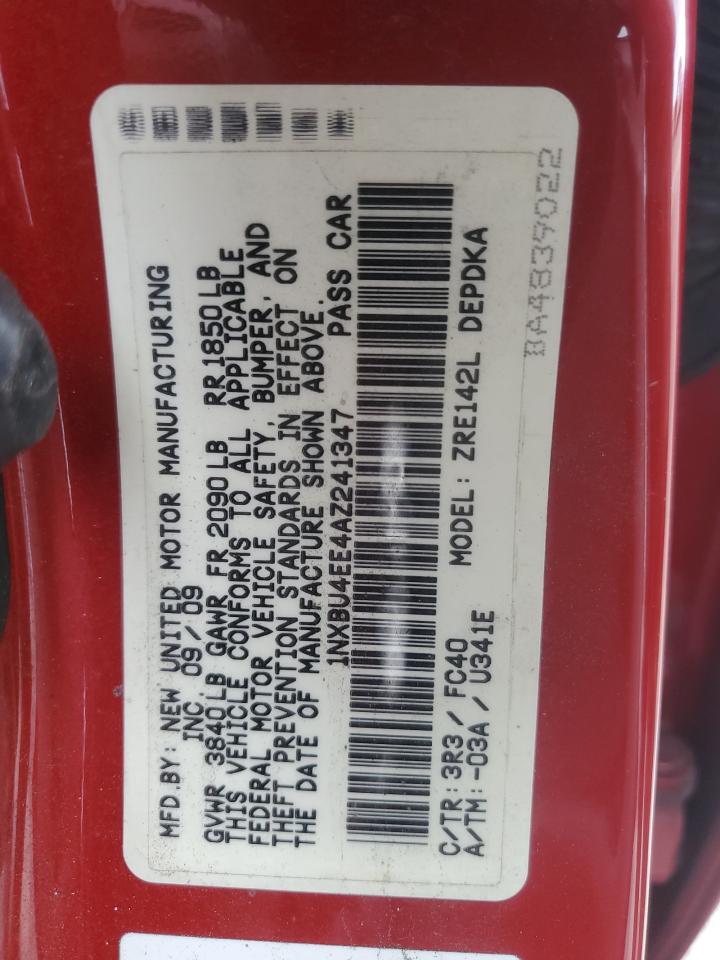 MFD.BY: NEW UNITED MOTOR MANUFACTURING
INC 09/09
GVWR 3840LB GAWR FR 2090LB RR 1850LB
THIS VEHICLE CONFORMS TO ALL APPLICABLE
FEDERAL MOTOR VEHICLE SAFETY, BUMPER, AND
THEFT PREVENTION STANDARDS IN EFFECT ON
THE DATE OF MANUFACTURE SHOWN ABOVE.
1NXBU4EE4AZ241347 PASS CAR
C/TR: 3R3 / FC40 MODEL: ZRE142L DEPDKA
A/TM: -03A / U341E
BA4839022